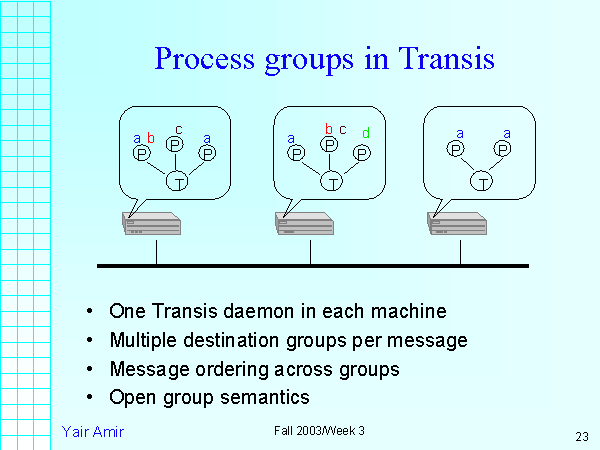 Process groups in Transis
a b c a
P P P
T
a b c d
P P P
T
a a
P P
T
• One Transis daemon in each machine
• Multiple destination groups per message
• Message ordering across groups
• Open group semantics
Yair Amir
Fall 2003/Week 3
23